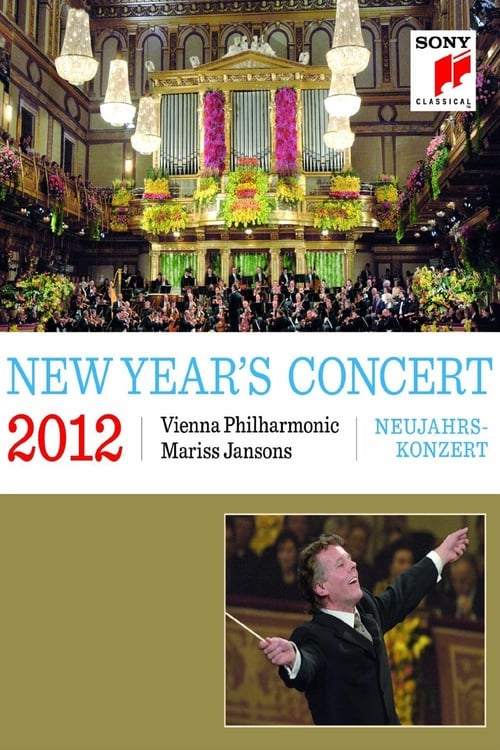 SONY
CLASSICAL
NEW YEAR'S CONCERT
2012
Vienna Philharmonic
Mariss Jansons
NEUJAHRS-
KONZERT